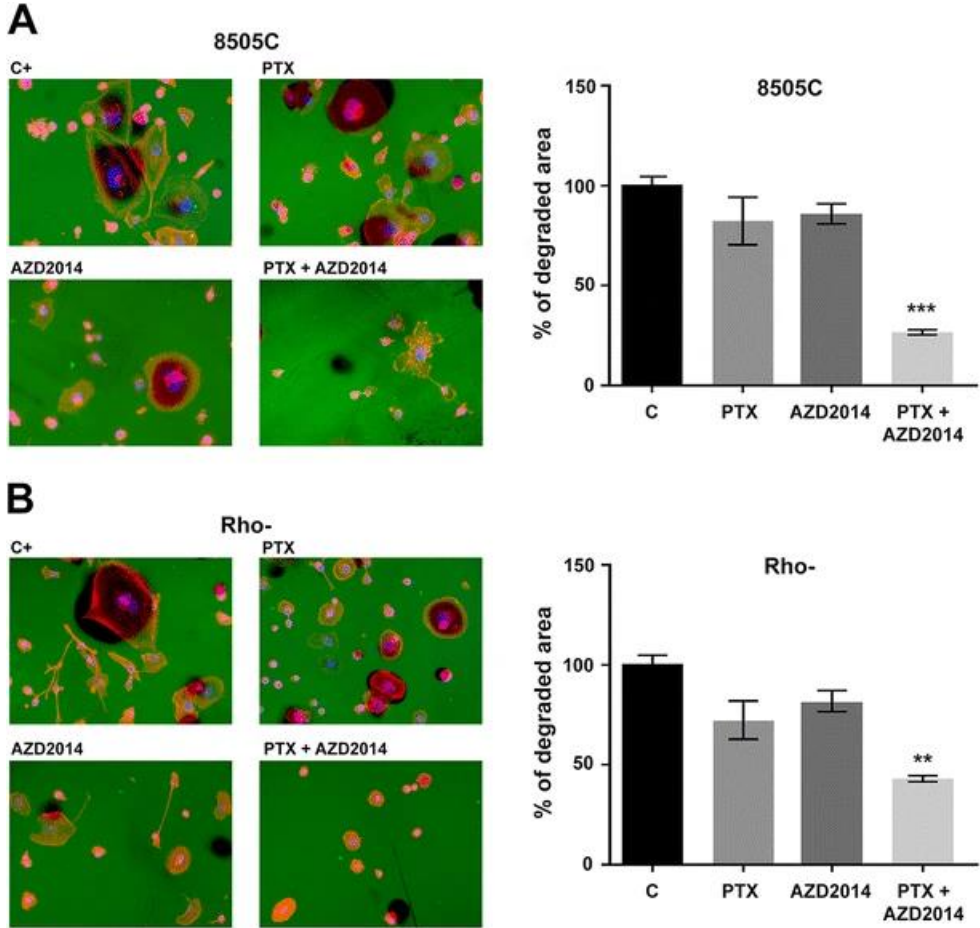 A
8505C
C+
PTX
AZD2014
PTX + AZD2014
8505C
% of degraded area
150
100
50
0
***
C
PTX
AZD2014
PTX +
AZD2014
B
Rho-
C+
PTX
AZD2014
PTX + AZD2014
Rho-
% of degraded area
150
100
50
0
**
C
PTX
AZD2014
PTX +
AZD2014